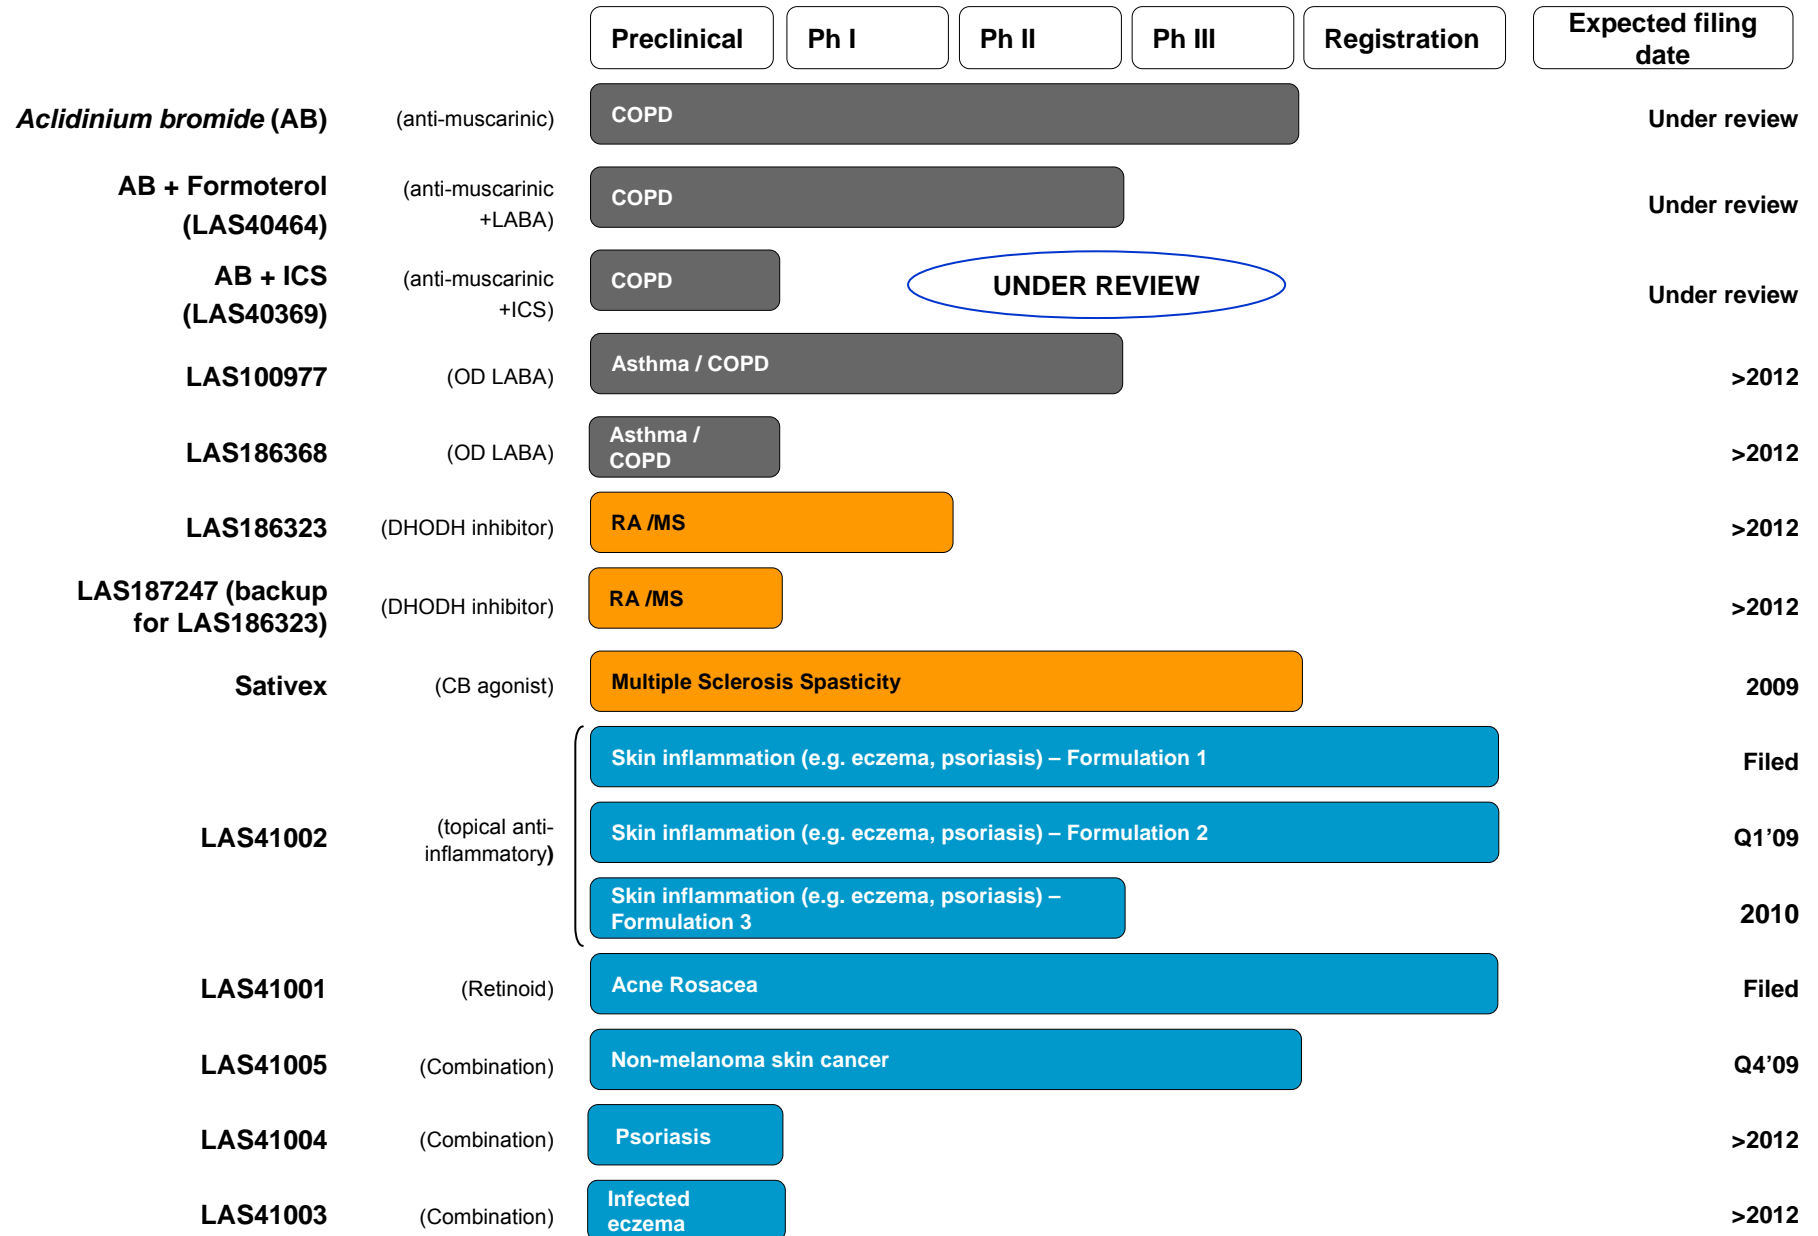 Preclinical Ph I Ph II Ph III Registration Expected filing
date
Aclidinium bromide (AB) (anti-muscarinic) COPD Under review
AB + Formoterol
(LAS40464)
(anti-muscarinic
+LABA)
COPD
Under review
AB + ICS
(LAS40369)
(anti-muscarinic
+ICS)
COPD
UNDER REVIEW
Under review
LAS100977 (OD LABA) Asthma / COPD >2012
LAS186368 (OD LABA)
Asthma /
COPD
>2012
LAS186323 (DHODH inhibitor) RA /MS >2012
LAS187247 (backup
for LAS186323)
(DHODH inhibitor) RA /MS >2012
Sativex (CB agonist) Multiple Sclerosis Spasticity 2009
Skin inflammation (e.g. eczema, psoriasis) – Formulation 1 Filed
LAS41002
(topical anti-
inflammatory)
Skin inflammation (e.g. eczema, psoriasis) – Formulation 2 Q1’09
Skin inflammation (e.g. eczema, psoriasis) –
Formulation 3
2010
LAS41001 (Retinoid) Acne Rosacea Filed
LAS41005 (Combination) Non-melanoma skin cancer Q4’09
LAS41004 (Combination) Psoriasis >2012
LAS41003 (Combination)
Infected
eczema
>2012